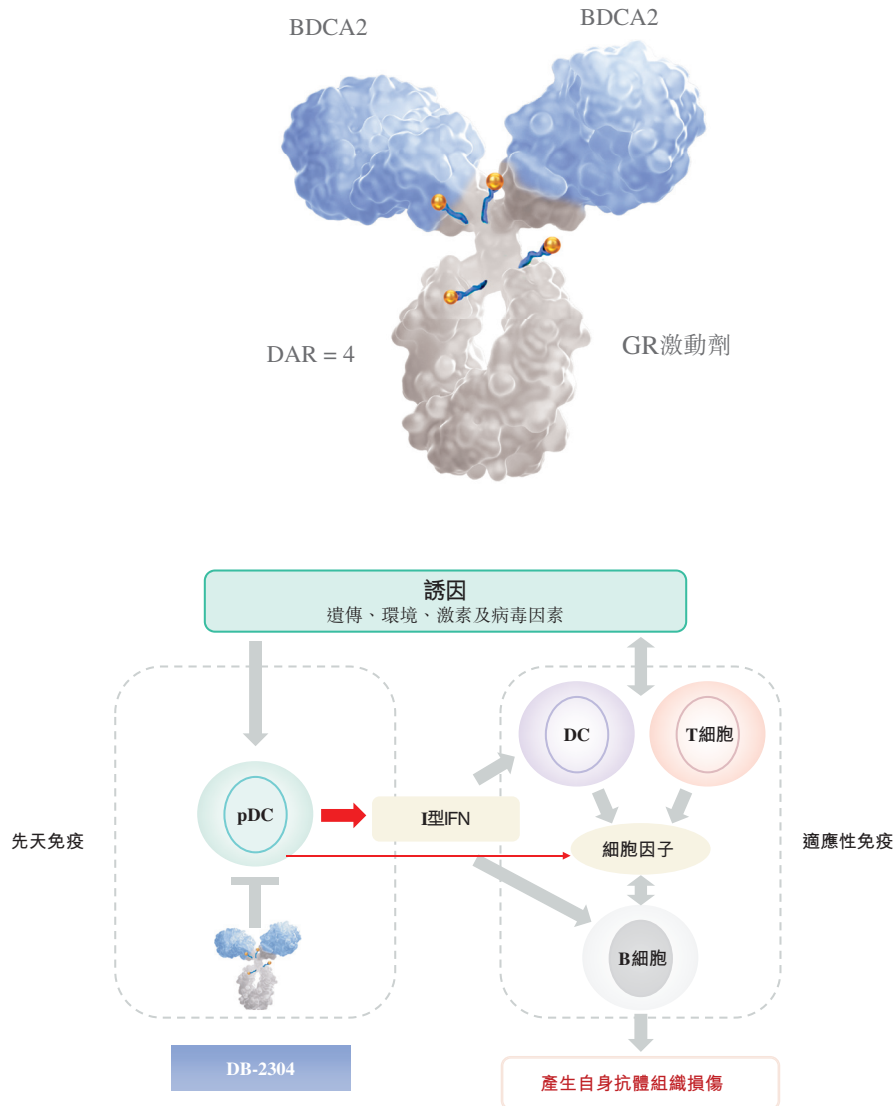 BDCA2
BDCA2
DAR = 4
GR激動劑
誘因
遺傳、環境、激素及病毒因素
DC
T細胞
pDC
I型IFN
先天免疫
細胞因子
適應性免疫
B細胞
DB-2304
產生自身抗體組織損傷